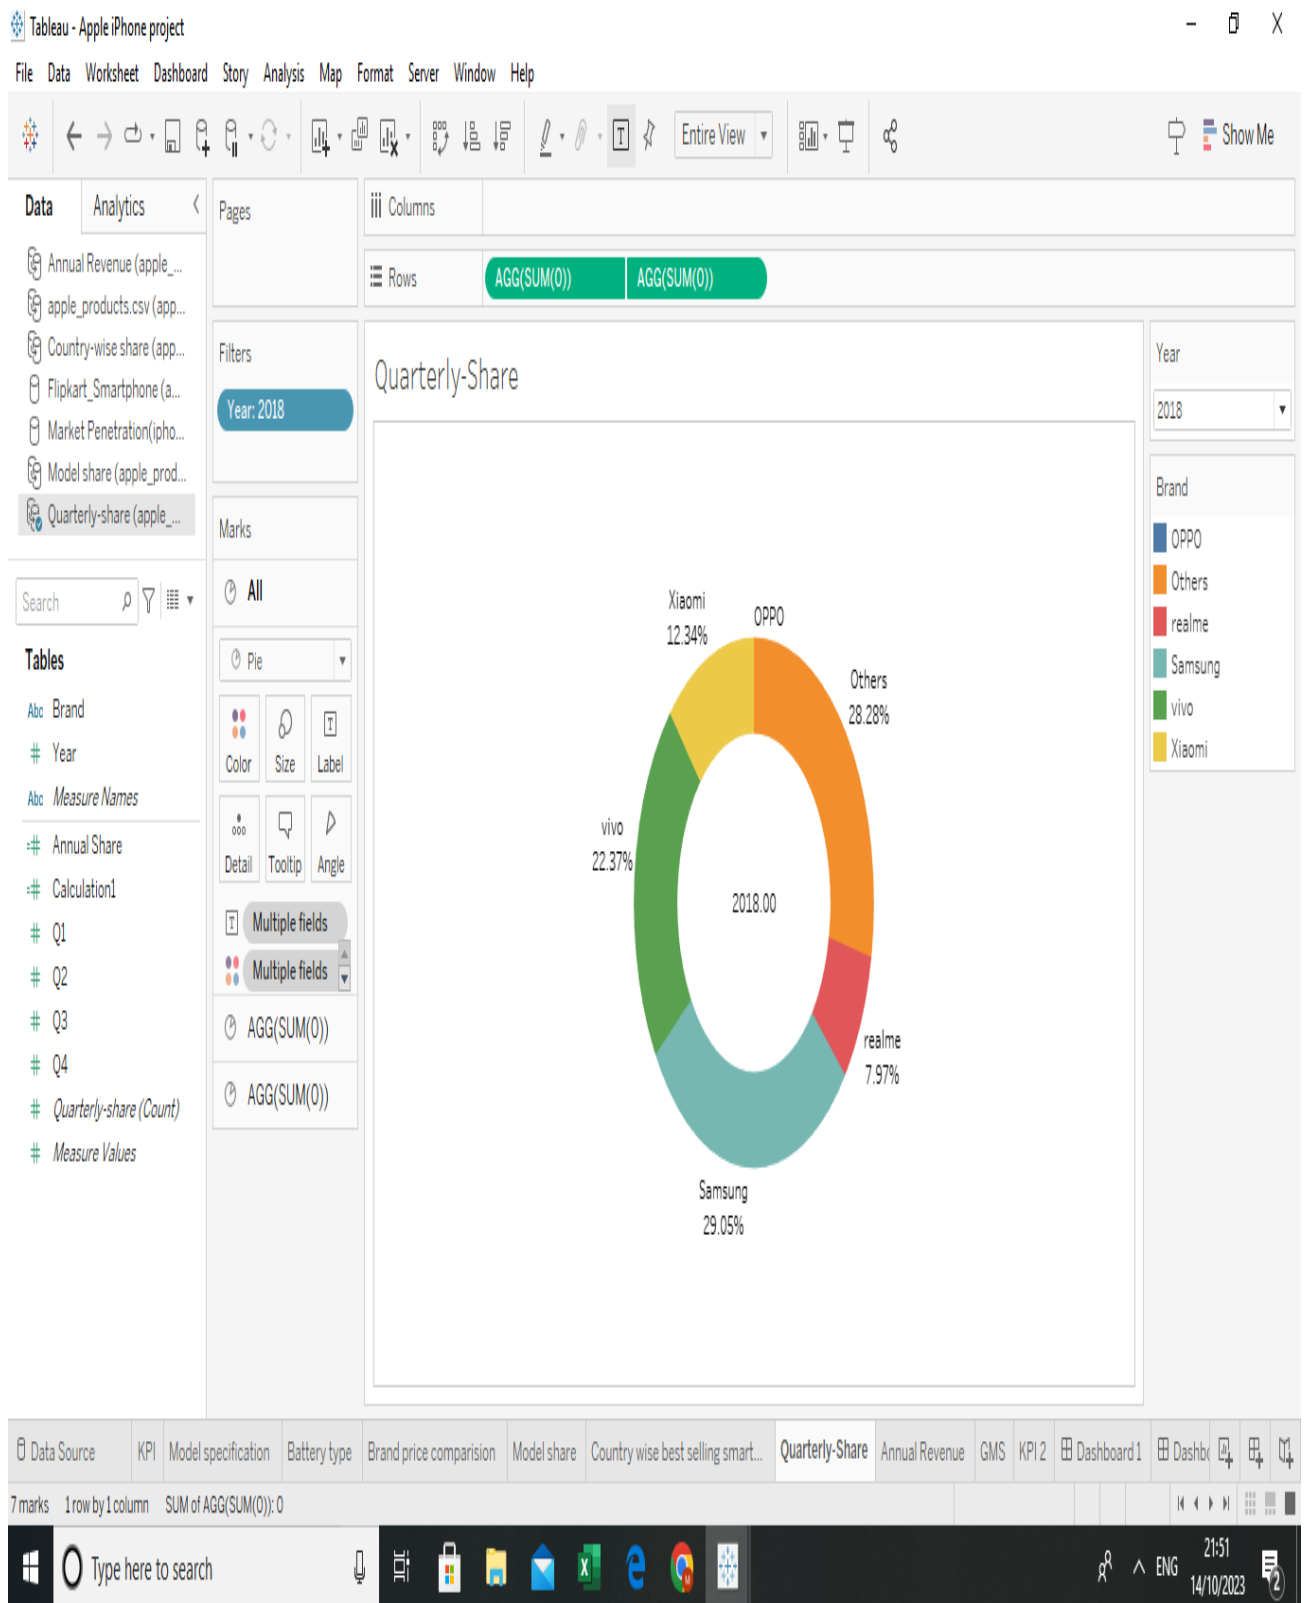 Tableau - Apple iPhone project
File Data Worksheet Dashboard Story Analysis Map Format Server Window Help
Entire View
Show Me
Data Analytics
Annual Revenue (apple_...
apple_products.csv (app...
Country-wise share (app...
Flipkart_Smartphone (a...
Market Penetration(ipho...
Model share (apple_prod...
Quarterly-share (apple_...
Search
Tables
Abc Brand
# Year
Abc Measure Names
=# Annual Share
=# Calculation1
# Q1
# Q2
# Q3
# Q4
# Quarterly-share (Count)
# Measure Values
Pages
Filters
Year: 2018
Marks
All
Pie
Color Size Label
Detail Tooltip Angle
Multiple fields
Multiple fields
AGG(SUM(0))
AGG(SUM(0))
Columns
Rows AGG(SUM(0)) AGG(SUM(0))
Quarterly-Share
Xiaomi
12.34%
OPPO
Others
28.28%
vivo
22.37%
2018.00
realme
7.97%
Samsung
29.05%
Year
2018
Brand
OPPO
Others
realme
Samsung
vivo
Xiaomi
Data Source KPI Model specification Battery type Brand price comparision Model share Country wise best selling smart... Quarterly-Share Annual Revenue GMS KPI 2 Dashboard 1 Dashbo
7 marks 1 row by 1 column SUM of AGG(SUM(0)): 0
Type here to search
ENG
21:51
14/10/2023
2